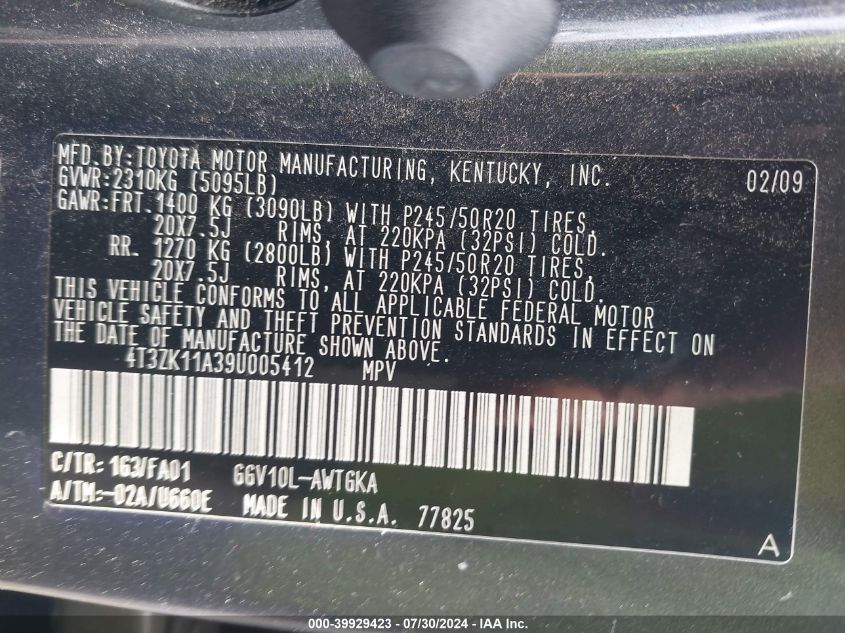 MFD.BY:TOYOTA MOTOR MANUFACTURING, KENTUCKY, INC. 02/09
GVWR:2310KG (5095LB)
GAWR:FRT.1400 KG (3090LB) WITH P245/50R20 TIRES,
20X7.5J RIMS, AT 220KPA (32PSI) COLD.
RR. 1270 KG (2800LB) WITH P245/50R20 TIRES,
20X7.5J RIMS, AT 220KPA (32PSI) COLD.
THIS VEHICLE CONFORMS TO ALL APPLICABLE FEDERAL MOTOR
VEHICLE SAFETY AND THEFT PREVENTION STANDARDS IN EFFECT ON
THE DATE OF MANUFACTURE SHOWN ABOVE.
4T3ZK11A39U005412 MPV
C/TR: 1G3/FA01 GGV10L-AWTGKA
A/TM:-02A/U660E MADE IN U.S.A. 77825
A
000-39929423 - 07/30/2024 - IAA Inc.